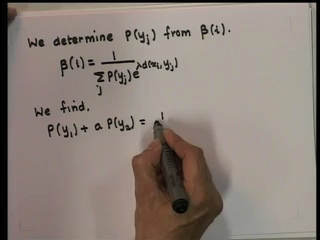 We determine P(yj) from β(i).
β(i) = 1 / Σj P(yj) e^λd(xi, yj)
We find,
P(y1) + a P(y2) = 1